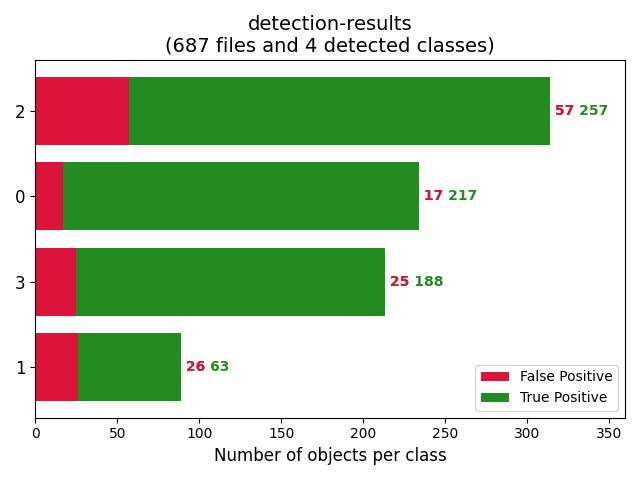 detection-results
(687 files and 4 detected classes)
2
57 257
0
17 217
3
25 188
1
26 63
False Positive
True Positive
0 50 100 150 200 250 300 350
Number of objects per class